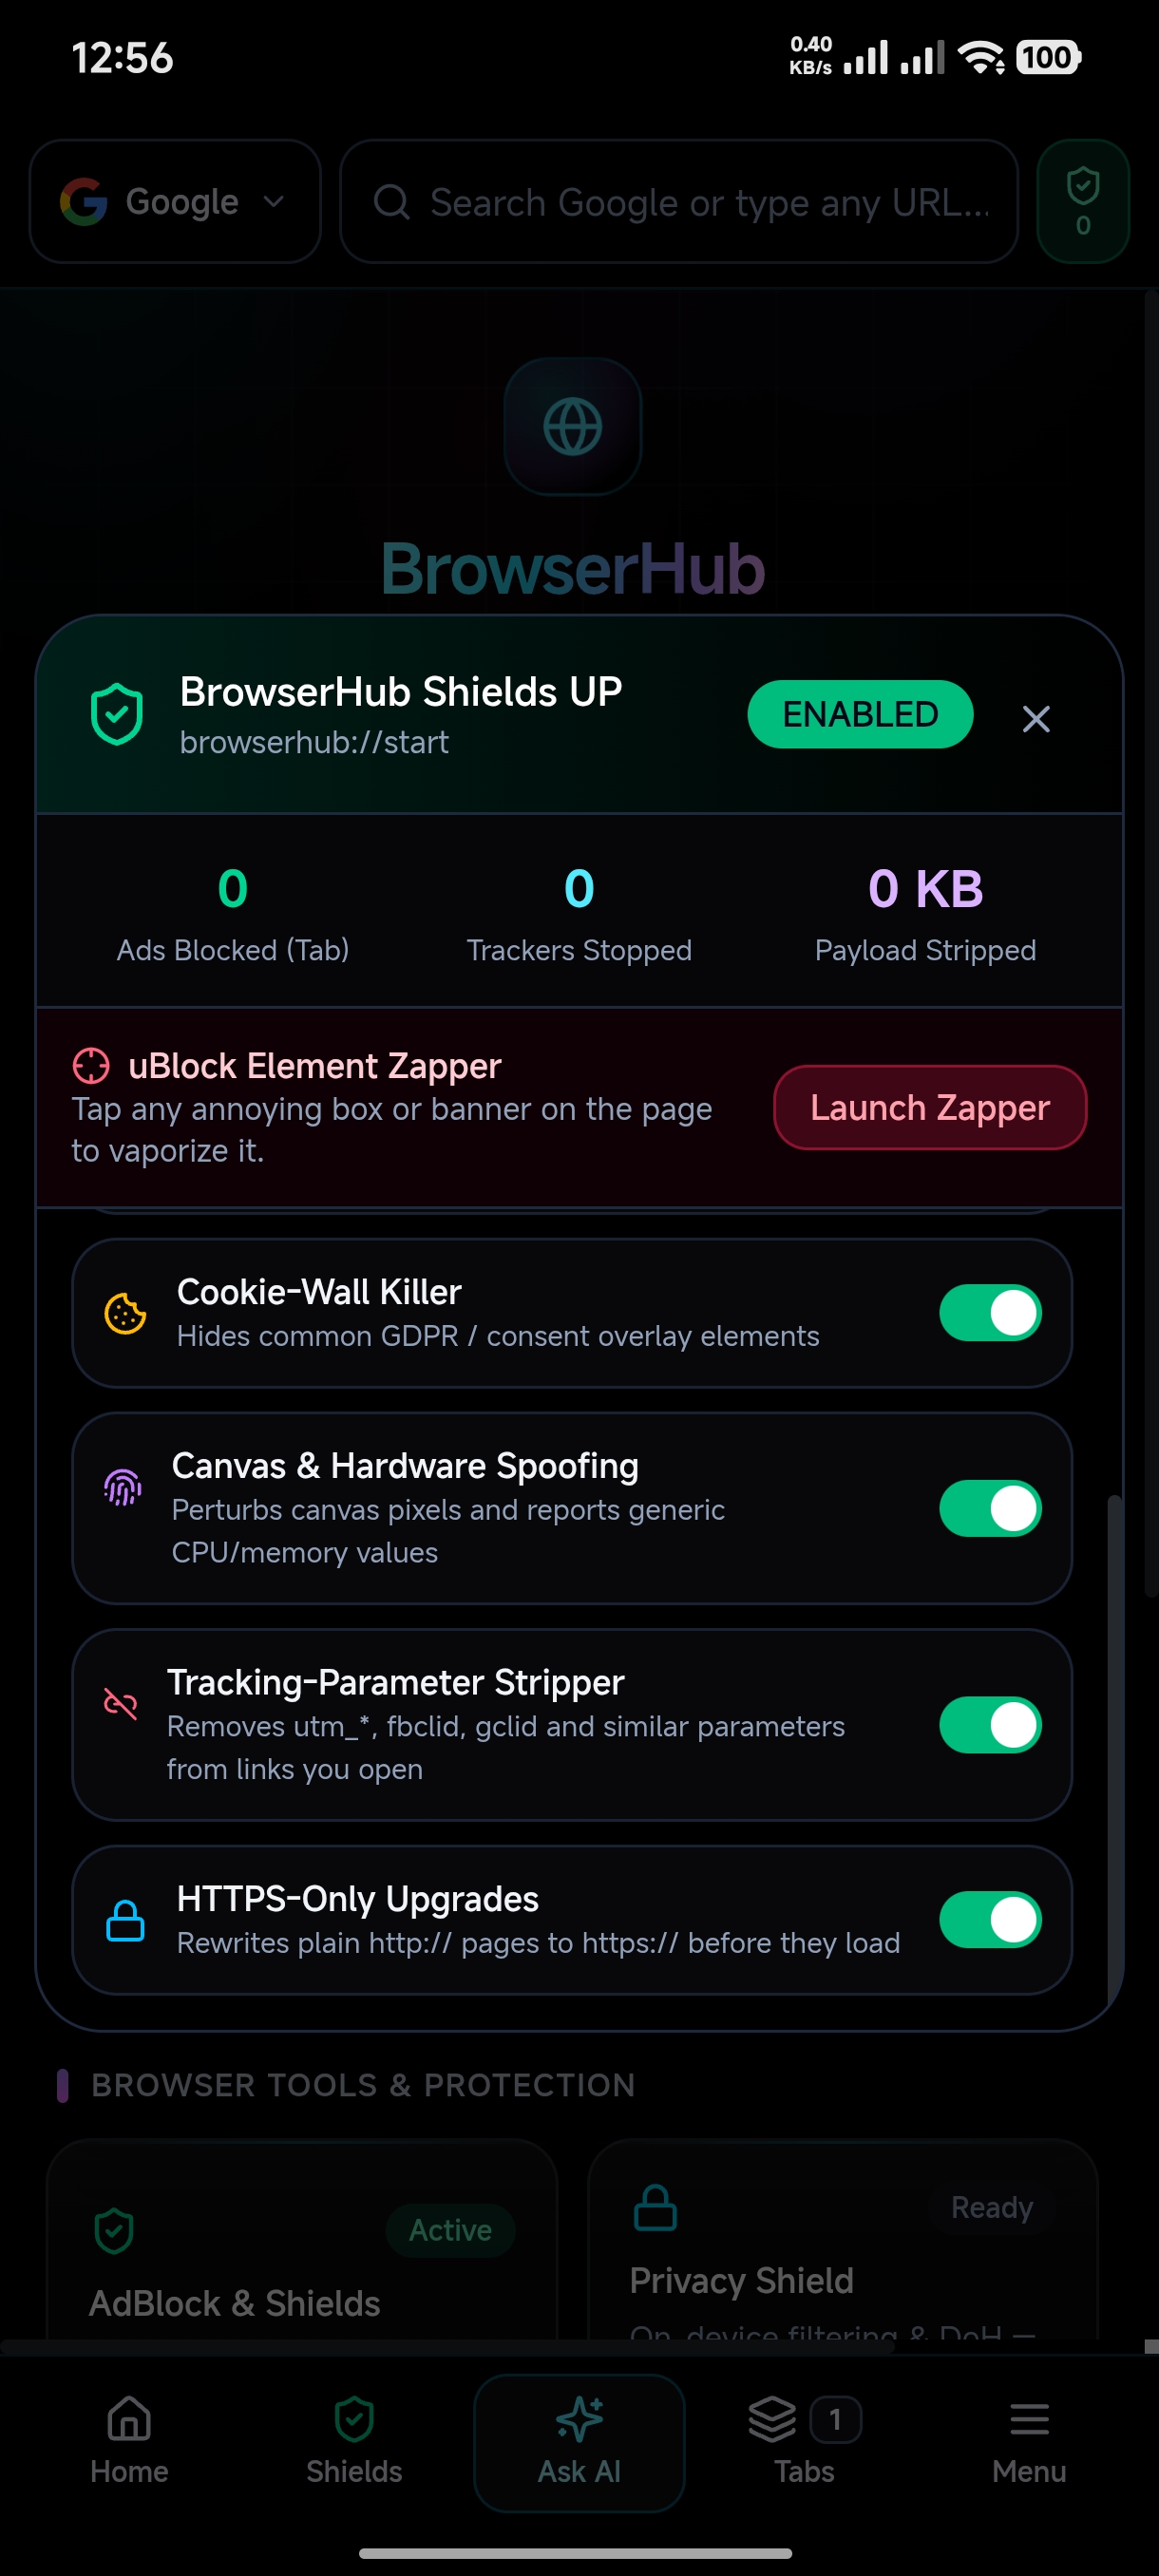 12:56
0.40
KB/s
100
Google
Search Google or type any URL...
0
BrowserHub
BrowserHub Shields UP
browserhub://start
ENABLED
0
Ads Blocked (Tab)
0
Trackers Stopped
0 KB
Payload Stripped
uBlock Element Zapper
Tap any annoying box or banner on the page
to vaporize it.
Launch Zapper
Cookie-Wall Killer
Hides common GDPR / consent overlay elements
Canvas & Hardware Spoofing
Perturbs canvas pixels and reports generic
CPU/memory values
Tracking-Parameter Stripper
Removes utm_*, fbclid, gclid and similar parameters
from links you open
HTTPS-Only Upgrades
Rewrites plain http:// pages to https:// before they load
BROWSER TOOLS & PROTECTION
Active
AdBlock & Shields
Ready
Privacy Shield
On-device filtering & DoH —
Home
Shields
Ask AI
1
Tabs
Menu